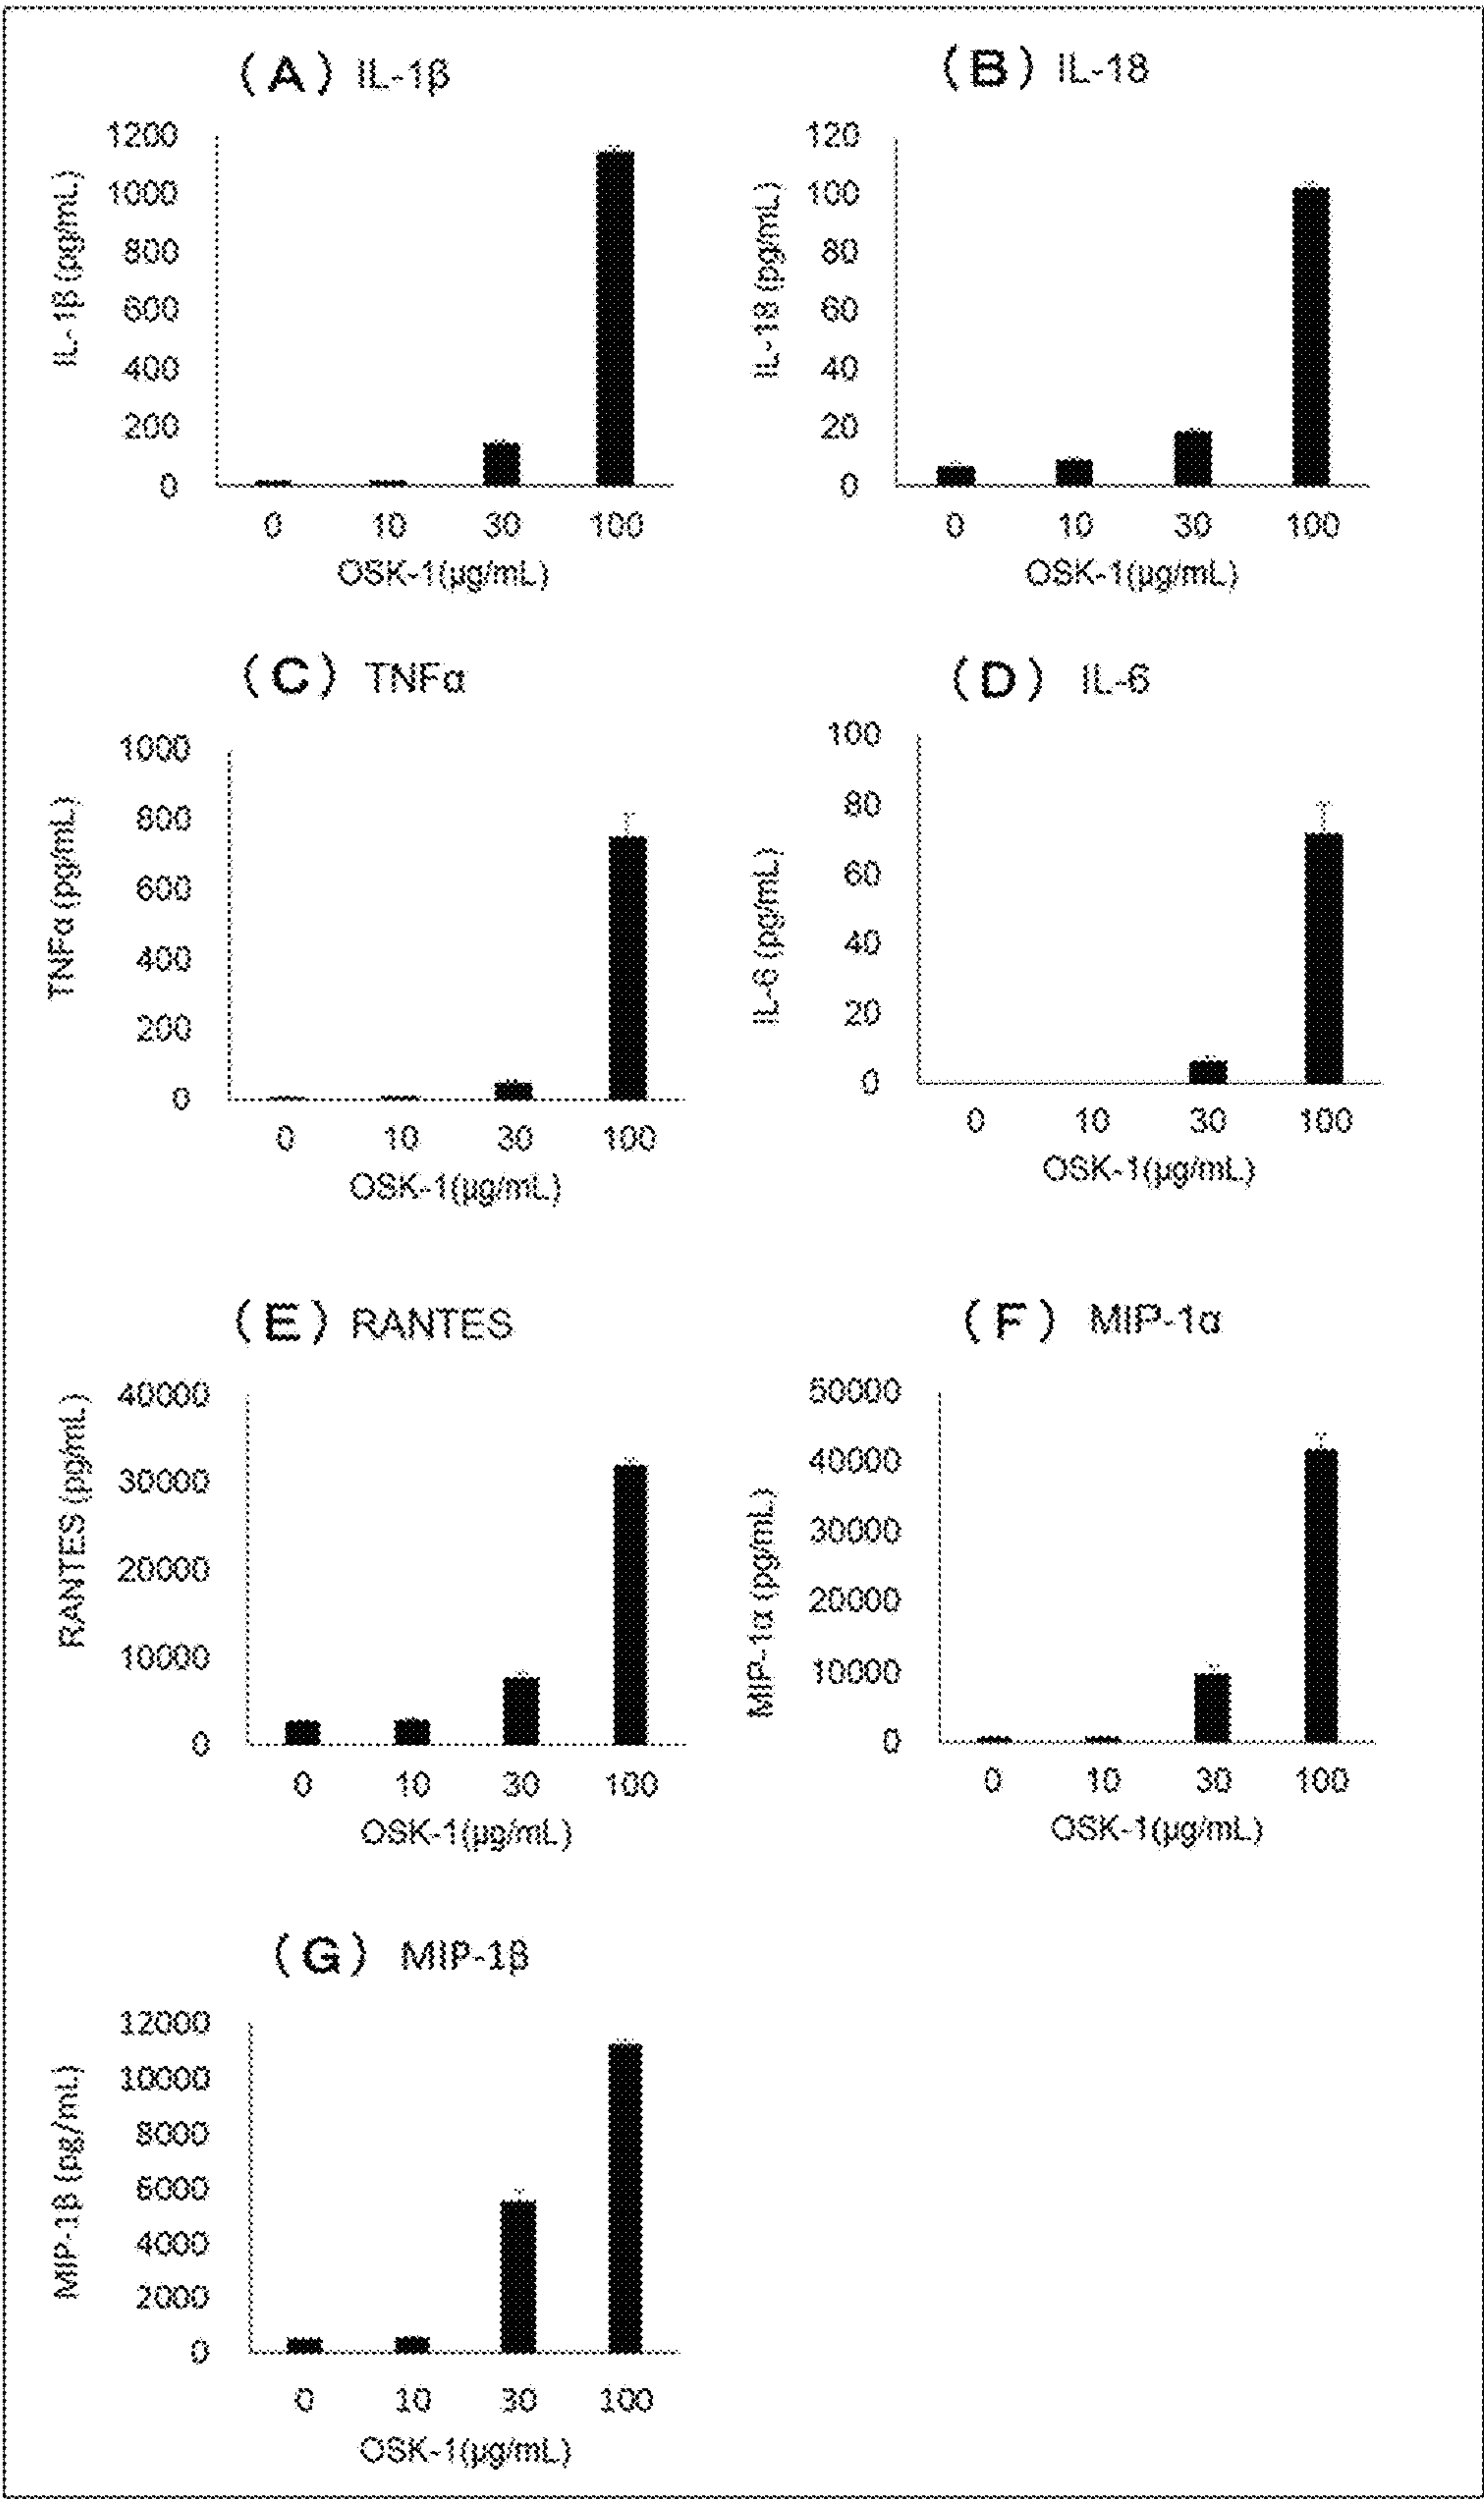 (A) IL-1β
IL-1β (pg/mL)
1200
1000
800
600
400
200
0
0 10 30 100
OSK-1(μg/mL)
(B) IL-18
IL-18 (pg/mL)
120
100
80
60
40
20
0
0 10 30 100
OSK-1(μg/mL)
(C) TNFα
TNFα (pg/mL)
1000
800
600
400
200
0
0 10 30 100
OSK-1(μg/mL)
(D) IL-6
IL-6 (pg/mL)
100
80
60
40
20
0
0 10 30 100
OSK-1(μg/mL)
(E) RANTES
RANTES (pg/mL)
40000
30000
20000
10000
0
0 10 30 100
OSK-1(μg/mL)
(F) MIP-1α
MIP-1α (pg/mL)
50000
40000
30000
20000
10000
0
0 10 30 100
OSK-1(μg/mL)
(G) MIP-1β
MIP-1β (pg/mL)
12000
10000
8000
6000
4000
2000
0
0 10 30 100
OSK-1(μg/mL)